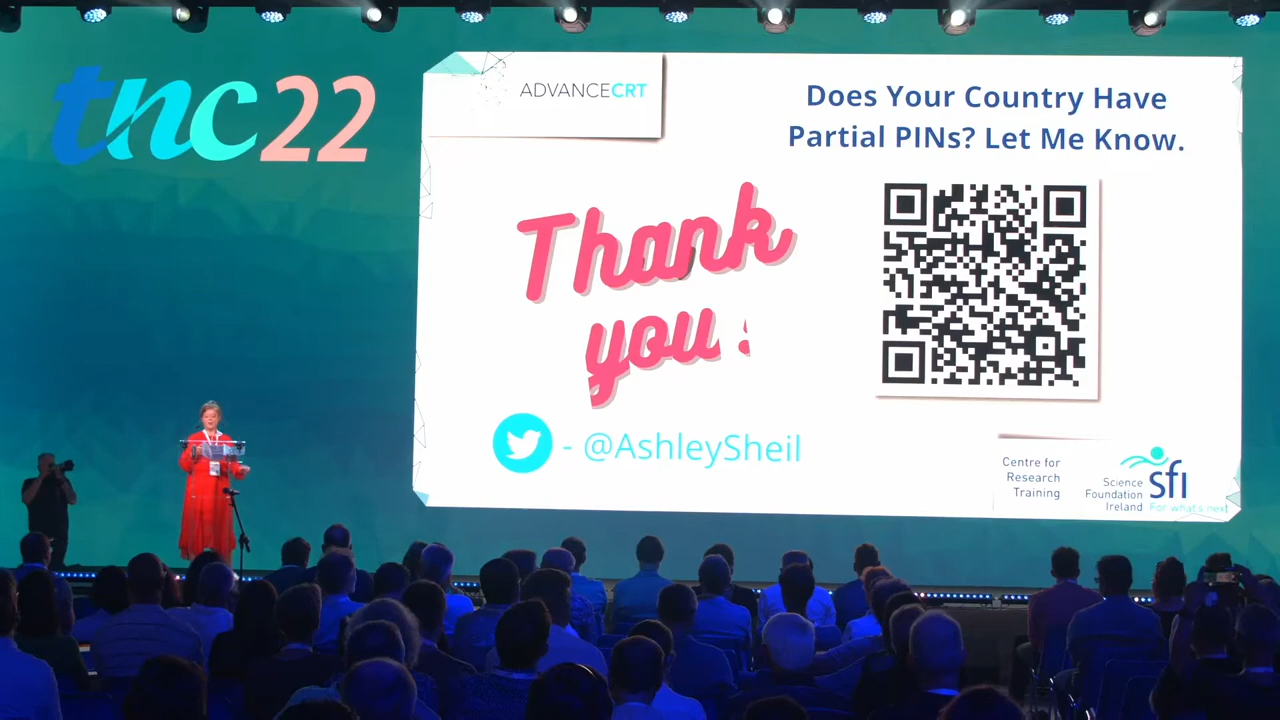 tnc22
ADVANCECRT
Does Your Country Have
Partial PINs? Let Me Know.
Thank
you
- @AshleySheil
Centre for
Research
Training
Science
Foundation
Ireland
sfi
For what's next